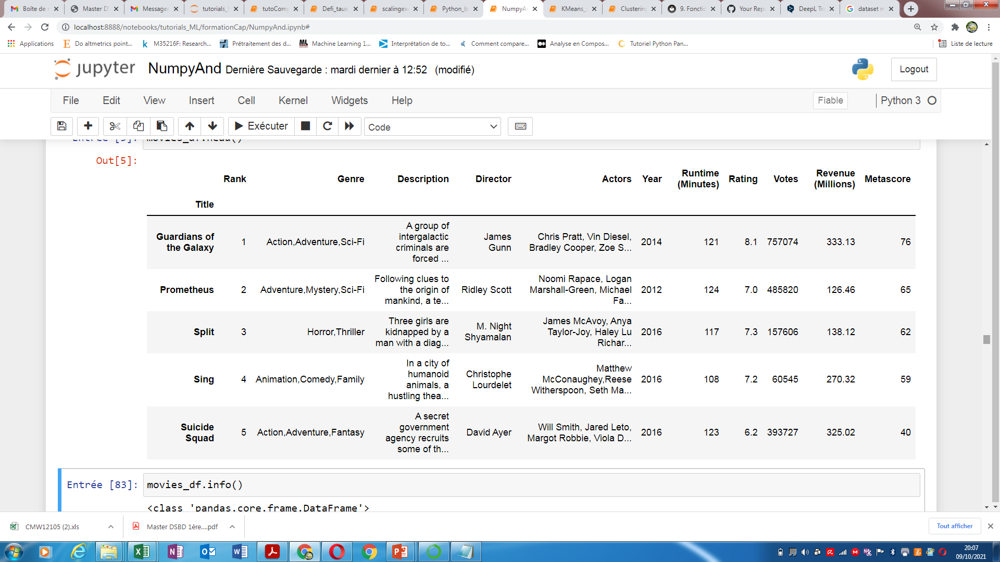 Boîte de r
Master D
Messager
tutorials_
tutoComp
Defi_taux
scalingex
Python_b
NumpyA
KMeans_
Clustering
9. Foncti
Your Rep
DeepL Tra
dataset m
localhost:8888/notebooks/tutorials_ML/formationCap/NumpyAnd.ipynb#
Applications
Do altmetrics point...
M35216F: Research...
Prétraitement des d...
Machine Learning 1...
Interprétation de to...
Comment compare...
Analyse en Compos...
Tutoriel Python Pan...
Liste de lecture
jupyter
NumpyAnd Dernière Sauvegarde : mardi dernier à 12:52 (modifié)
Logout
File Edit View Insert Cell Kernel Widgets Help
Fiable
Python 3
Exécuter
Code
Entrée [5]: movies_df.head()
Out[5]:
Rank Genre Description Director Actors Year Runtime (Minutes) Rating Votes Revenue (Millions) Metascore
Title
Guardians of the Galaxy 1 Action,Adventure,Sci-Fi A group of intergalactic criminals are forced ... James Gunn Chris Pratt, Vin Diesel, Bradley Cooper, Zoe S... 2014 121 8.1 757074 333.13 76
Prometheus 2 Adventure,Mystery,Sci-Fi Following clues to the origin of mankind, a te... Ridley Scott Noomi Rapace, Logan Marshall-Green, Michael Fa... 2012 124 7.0 485820 126.46 65
Split 3 Horror,Thriller Three girls are kidnapped by a man with a diag... M. Night Shyamalan James McAvoy, Anya Taylor-Joy, Haley Lu Richar... 2016 117 7.3 157606 138.12 62
Sing 4 Animation,Comedy,Family In a city of humanoid animals, a hustling thea... Christophe Lourdelet Matthew McConaughey,Reese Witherspoon, Seth Ma... 2016 108 7.2 60545 270.32 59
Suicide Squad 5 Action,Adventure,Fantasy A secret government agency recruits some of th... David Ayer Will Smith, Jared Leto, Margot Robbie, Viola D... 2016 123 6.2 393727 325.02 40
Entrée [83]: movies_df.info()
<class 'pandas.core.frame.DataFrame'>
CMW12105 (2).xls
Master DSBD 1ère....pdf
Tout afficher
20:07
09/10/2021